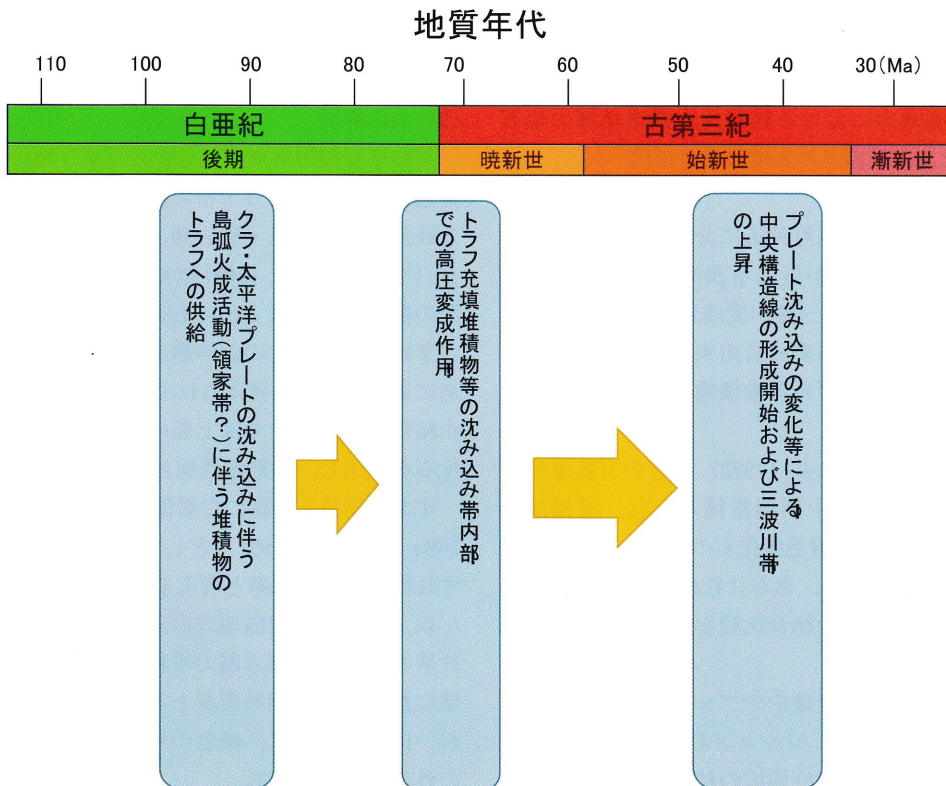 地質年代
110 100 90 80 70 60 50 40 30(Ma)
白亜紀 古第三紀
後期 暁新世 始新世 漸新世
クラ・太平洋プレートの沈み込みに伴う
島弧火成活動(領家帯?)に伴う堆積物の
トラフへの供給
トラフ充填堆積物等の沈み込み帯内部
での高圧変成作用
プレート沈み込みの変化等による
中央構造線の形成開始および三波川帯
の上昇